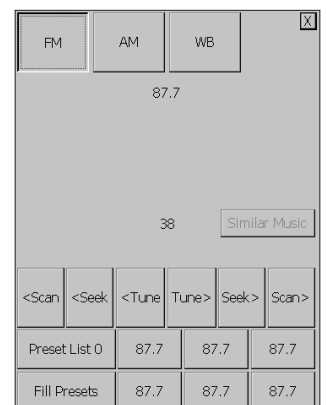 X
FM AM WB
87.7
38 Similar Music
<Scan <Seek <Tune Tune> Seek> Scan>
Preset List 0 87.7 87.7 87.7
Fill Presets 87.7 87.7 87.7